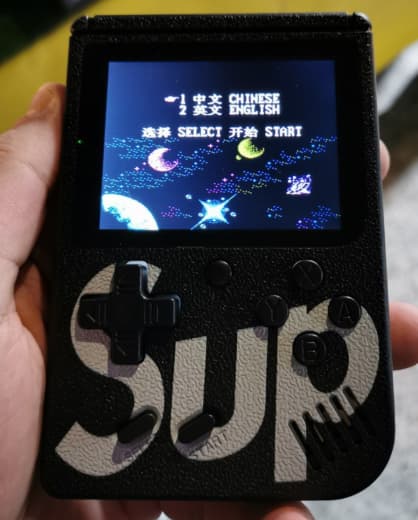 1 中文 CHINESE
2 英文 ENGLISH
选择 SELECT 开始 START
X
Y A
B
Sup
START